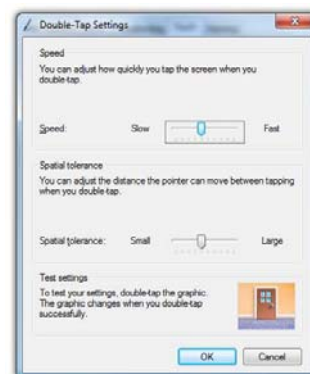 Double-Tap Settings
Speed
You can adjust how quickly you tap the screen when you
double-tap.
Speed: Slow Fast
Spatial tolerance
You can adjust the distance the pointer can move between tapping
when you double-tap.
Spatial tolerance: Small Large
Test settings
To test your settings, double-tap the graphic.
The graphic changes when you double-tap
successfully.
OK Cancel